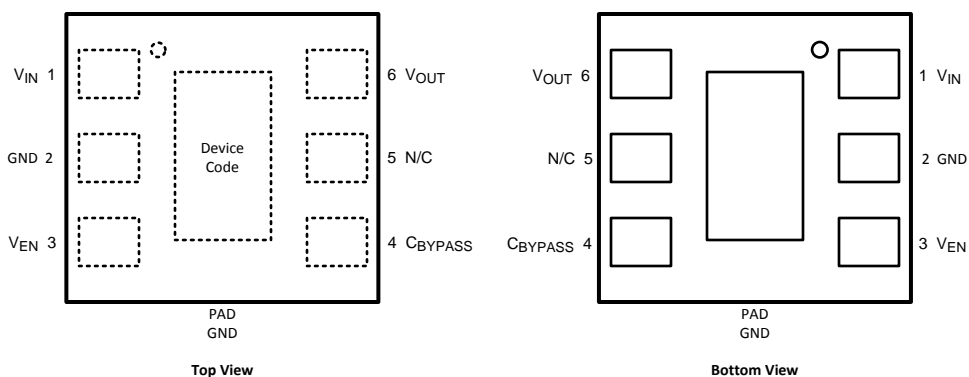 VIN 1
6 VOUT
GND 2
Device
Code
5 N/C
VEN 3
4 CBYPASS
PAD
GND
Top View
VOUT 6
1 VIN
N/C 5
2 GND
CBYPASS 4
3 VEN
PAD
GND
Bottom View